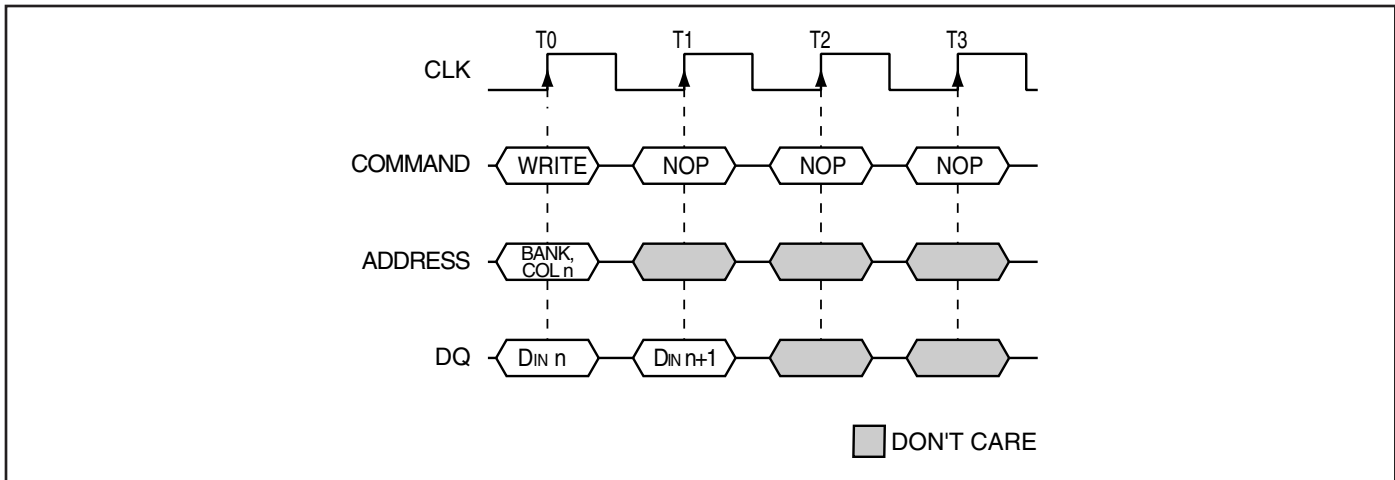 T0 T1 T2 T3
CLK
COMMAND WRITE NOP NOP NOP
ADDRESS BANK,
COL n
DQ DIN n DIN n+1
DON'T CARE